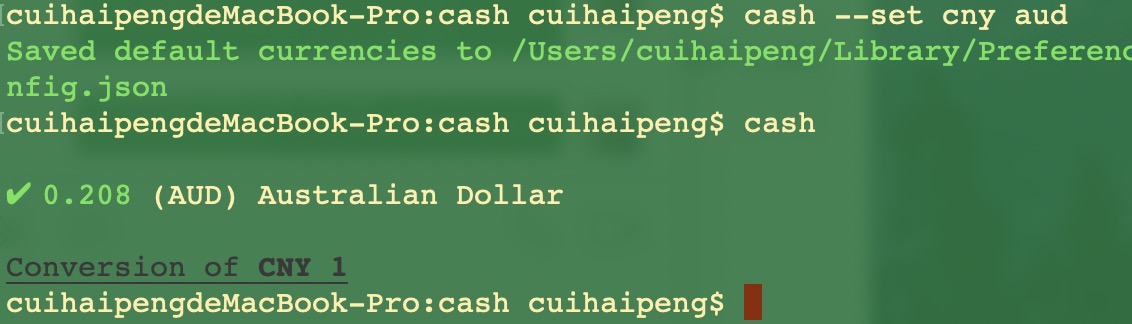 cuihaipengdeMacBook-Pro:cash cuihaipeng$ cash --set cny aud
Saved default currencies to /Users/cuihaipeng/Library/Preferenc
nfig.json
cuihaipengdeMacBook-Pro:cash cuihaipeng$ cash
✔ 0.208 (AUD) Australian Dollar
Conversion of CNY 1
cuihaipengdeMacBook-Pro:cash cuihaipeng$